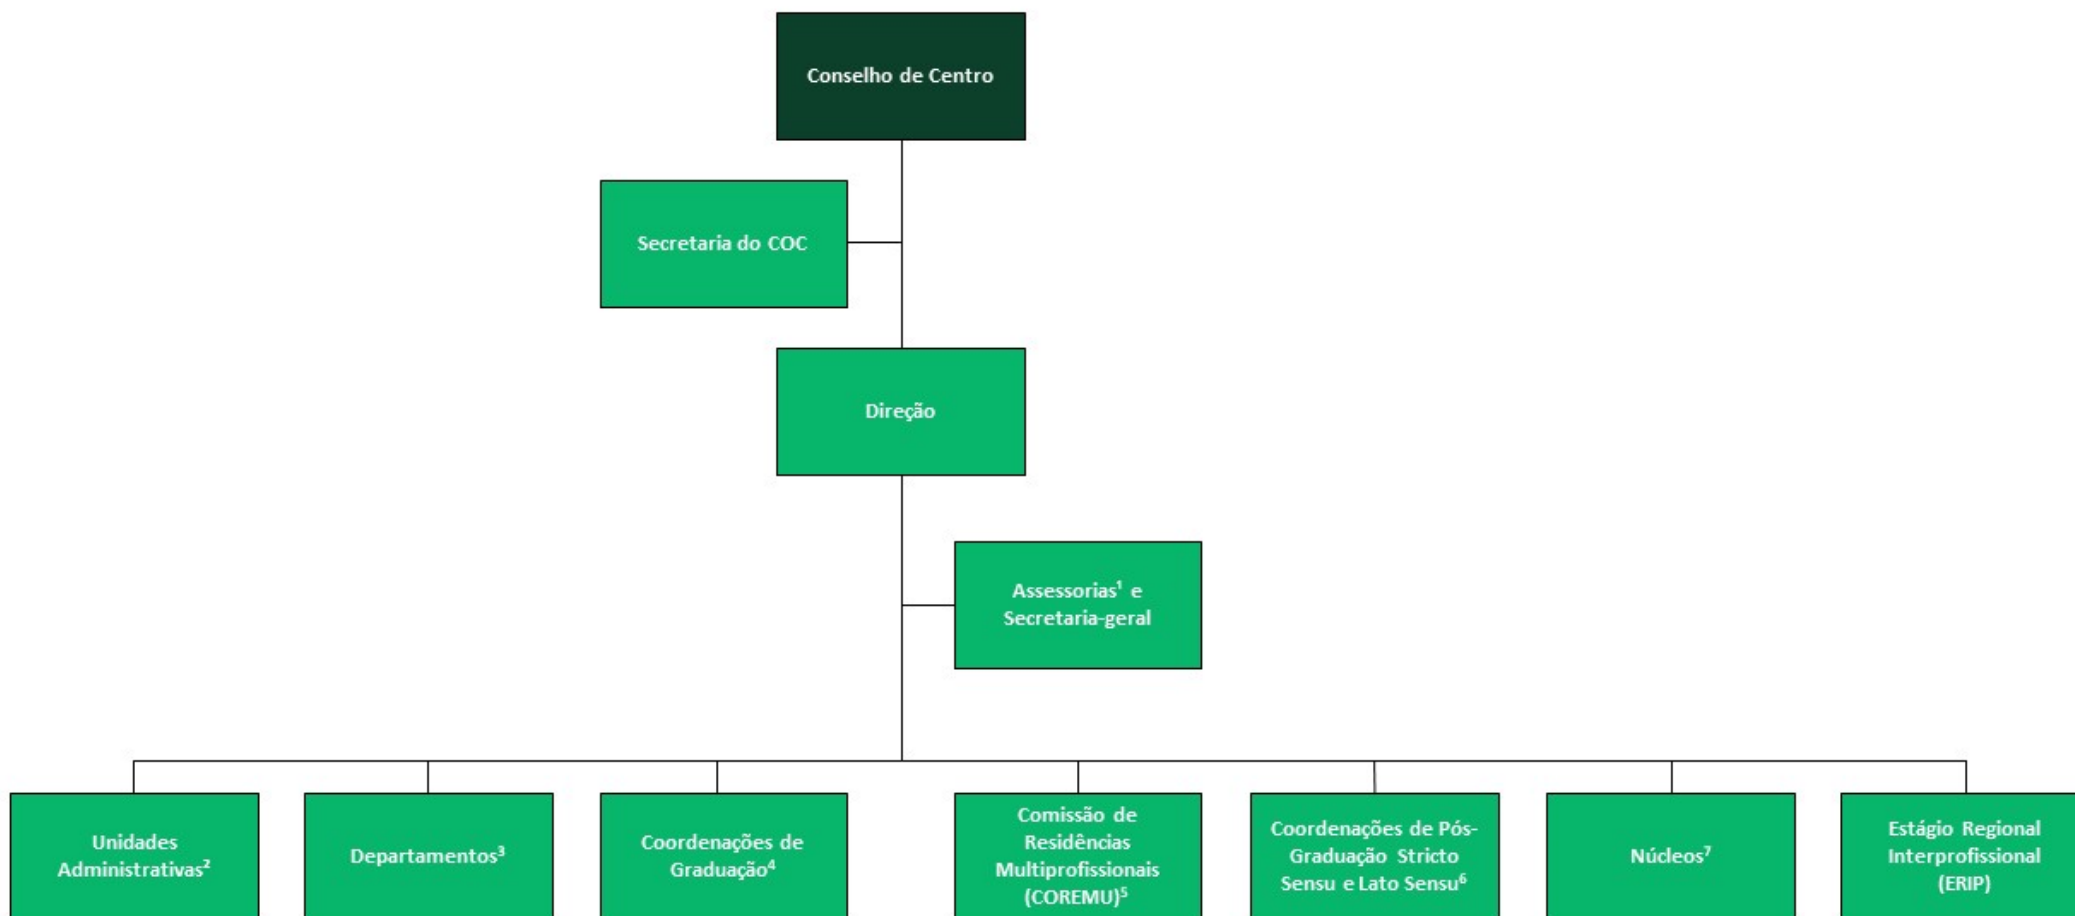 Conselho de Centro
Secretaria do COC
Direção
Assessorias¹ e
Secretaria-geral
Unidades
Administrativas²
Departamentos³
Coordenações de
Graduação⁴
Comissão de
Residências
Multiprofissionais
(COREMU)⁵
Coordenações de Pós-
Graduação Stricto
Sensu e Lato Sensu⁶
Núcleos⁷
Estágio Regional
Interprofissional
(ERIP)